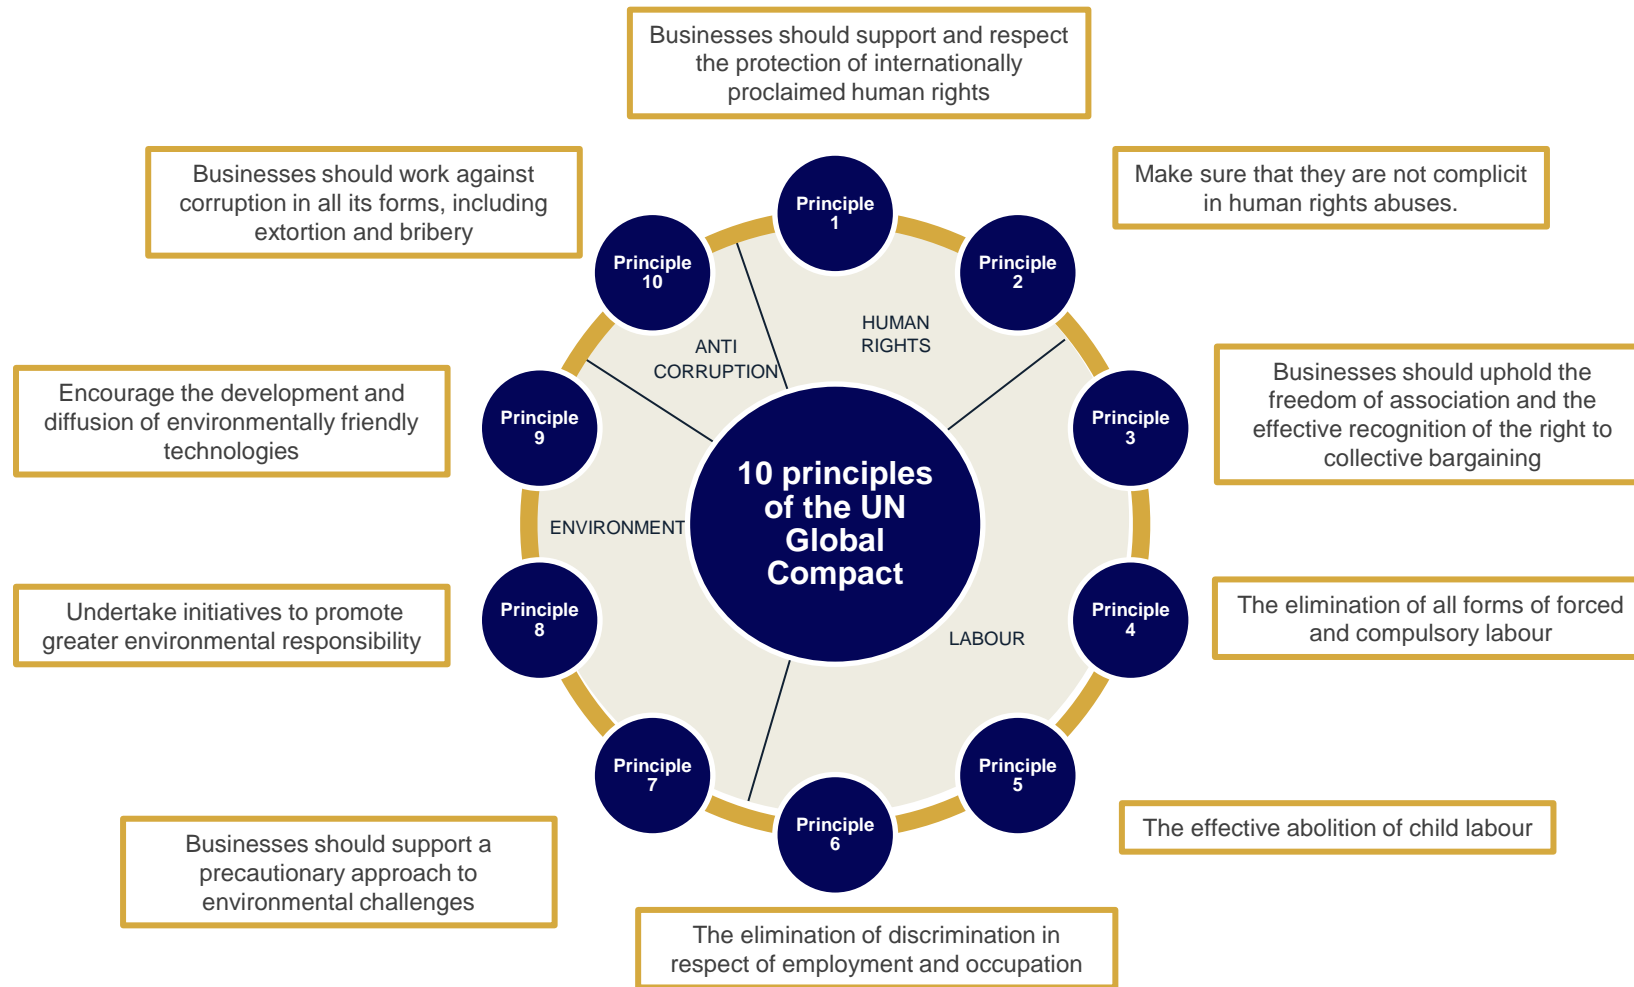 Businesses should support and respect
the protection of internationally
proclaimed human rights
Businesses should work against
corruption in all its forms, including
extortion and bribery
Make sure that they are not complicit
in human rights abuses.
Principle
1
Principle
10
Principle
2
HUMAN
RIGHTS
ANTI
CORRUPTION
Encourage the development and
diffusion of environmentally friendly
technologies
Principle
9
Principle
3
Businesses should uphold the
freedom of association and the
effective recognition of the right to
collective bargaining
10 principles
of the UN
Global
Compact
ENVIRONMENT
Undertake initiatives to promote
greater environmental responsibility
Principle
8
LABOUR
Principle
4
The elimination of all forms of forced
and compulsory labour
Principle
7
Principle
5
Principle
6
Businesses should support a
precautionary approach to
environmental challenges
The effective abolition of child labour
The elimination of discrimination in
respect of employment and occupation